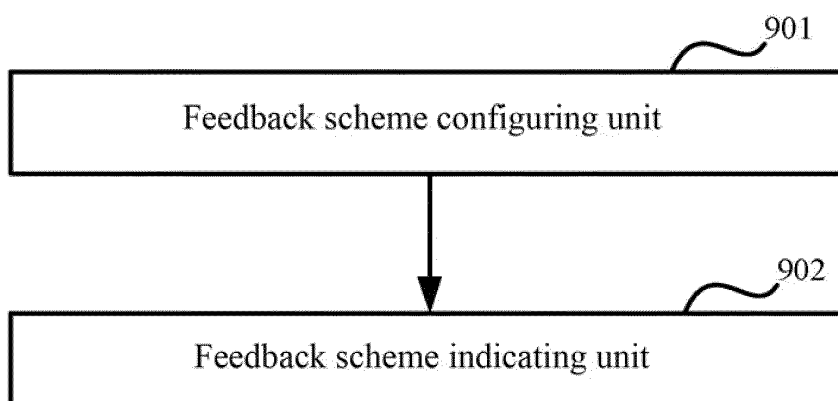 901
Feedback scheme configuring unit
902
Feedback scheme indicating unit